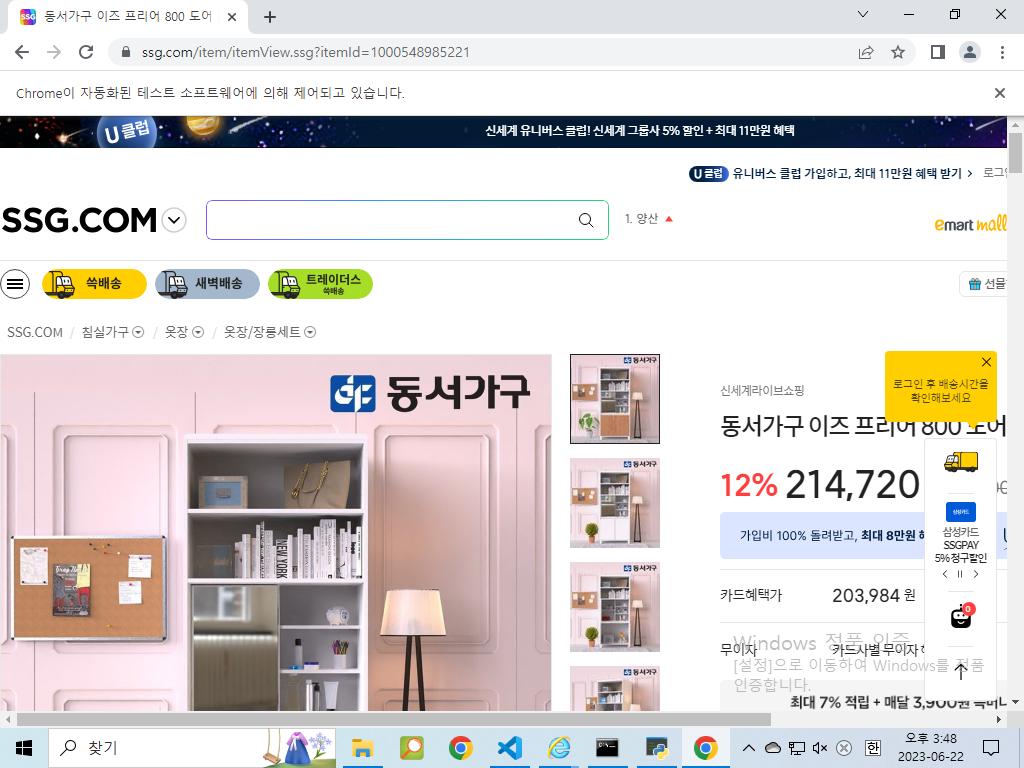 동서가구 이즈 프리어 800 도어
ssg.com/item/itemView.ssg?itemId=1000548985221
Chrome이 자동화된 테스트 소프트웨어에 의해 제어되고 있습니다.
U 클럽
신세계 유니버스 클럽! 신세계 그룹사 5% 할인 + 최대 11만원 혜택
U 클럽 유니버스 클럽 가입하고, 최대 11만원 혜택 받기 > 로그인
SSG.COM
1. 양산
emart mall
쓱배송
새벽배송
트레이더스
쓱배송
선물
SSG.COM / 침실가구 / 옷장 / 옷장/장롱세트
동서가구
신세계라이브쇼핑
동서가구 이즈 프리어 800 도어
12% 214,720
가입비 100% 돌려받고, 최대 8만원
카드혜택가 203,984 원
무이자 카드사별 무이자
최대 7% 적립 + 매달 3,900원
로그인 후 배송시간을
확인해보세요
삼성카드
삼성카드
SSGPAY
5% 청구할인
0
NEW YORK
Windows 정품 인증
[설정]으로 이동하여 Windows를 정품
인증합니다.
찾기
오후 3:48
2023-06-22
한